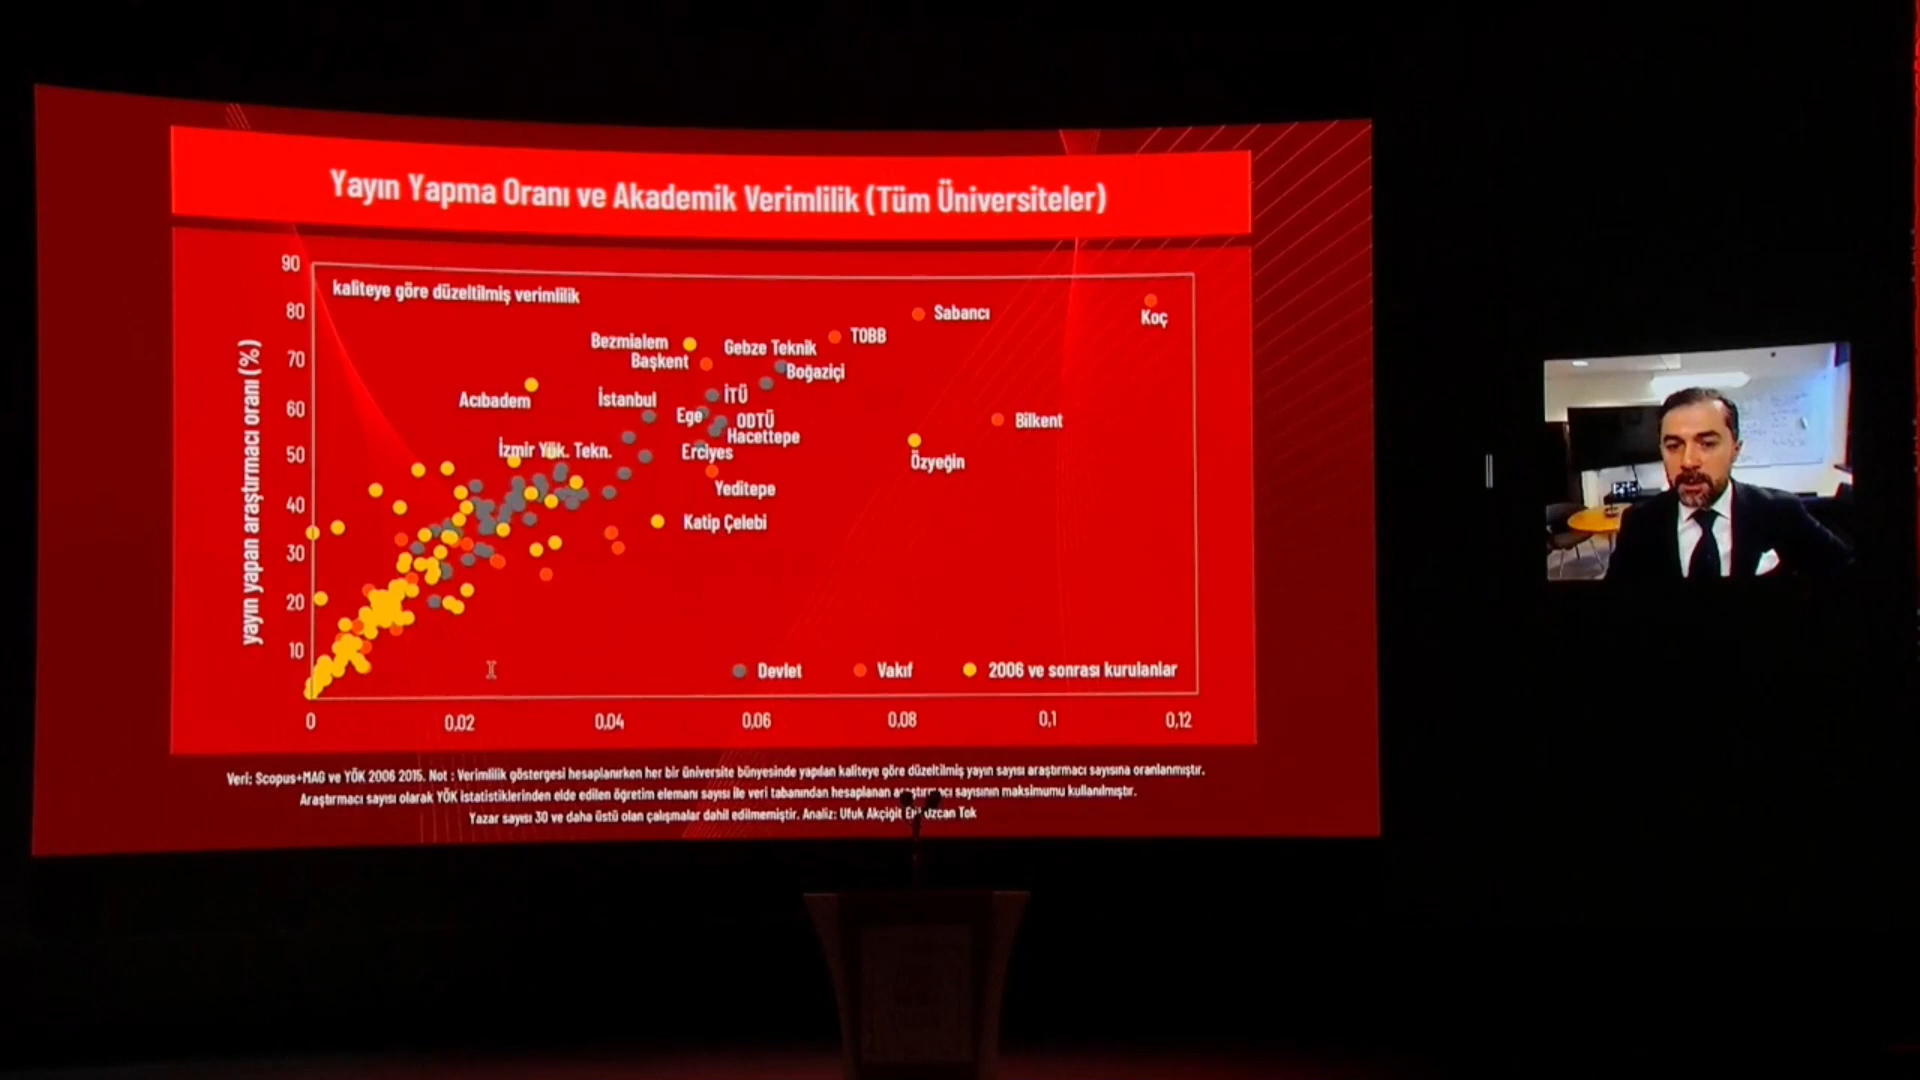 Yayın Yapma Oranı ve Akademik Verimlilik (Tüm Üniversiteler)
90
kaliteye göre düzeltilmiş verimlilik
80
Sabancı
Koç
TOBB
Bezmialem
Gebze Teknik
70
Başkent
Boğaziçi
Acıbadem
İstanbul
İTÜ
60
Ege
ODTÜ
Bilkent
Hacettepe
50
İzmir Yük. Tekn.
Erciyes
Özyeğin
Yeditepe
40
Katip Çelebi
30
20
10
yayın yapan araştırmacı oranı (%)
Devlet
Vakıf
2006 ve sonrası kurulanlar
0 0,02 0,04 0,06 0,08 0,1 0,12
Veri: Scopus+MAG ve YÖK 2006 2015. Not : Verimlilik göstergesi hesaplanırken her bir üniversite bünyesinde yapılan kaliteye göre düzeltilmiş yayın sayısı araştırmacı sayısına oranlanmıştır.
Araştırmacı sayısı olarak YÖK istatistiklerinden elde edilen öğretim elemanı sayısı ile veri tabanından hesaplanan araştırmacı sayısının maksimumu kullanılmıştır.
Yazar sayısı 30 ve daha üstü olan çalışmalar dahil edilmemiştir. Analiz: Ufuk Akçiğit Tok